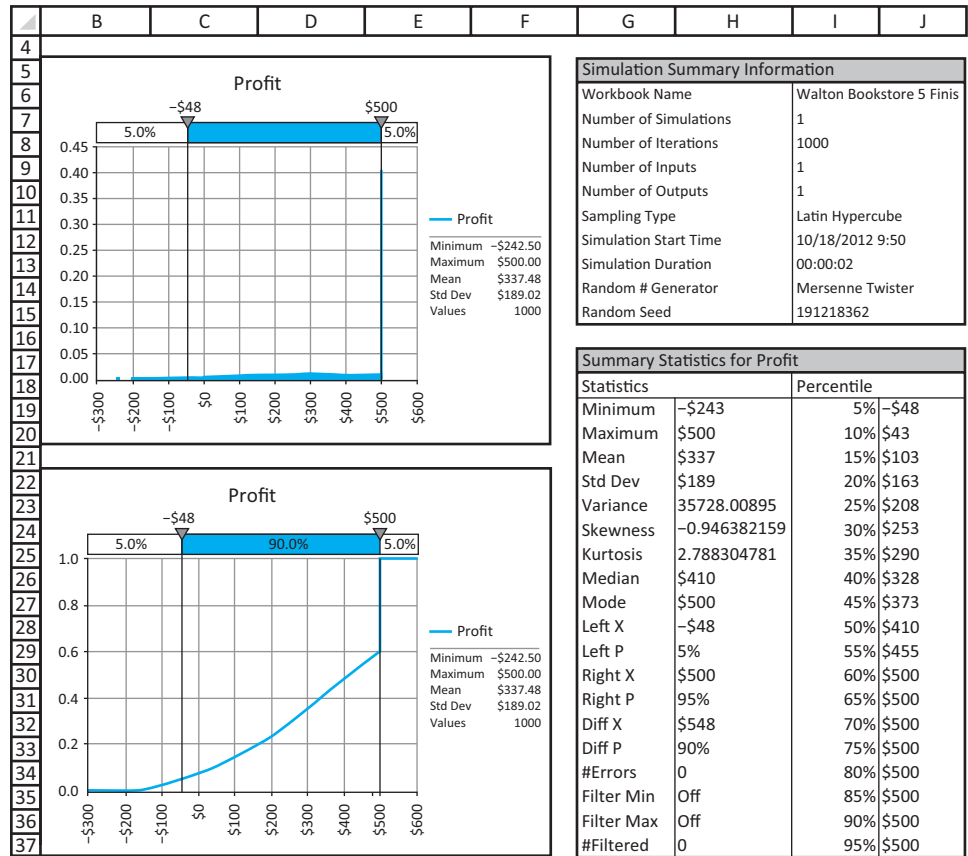 B C D E F G H I J
4
5
6
7
8
9
10
11
12
13
14
15
16
17
18
19
20
21
22
23
24
25
26
27
28
29
30
31
32
33
34
35
36
37
Profit
−$48 $500
5.0% 5.0%
0.45
0.40
0.35
0.30
0.25
0.20
0.15
0.10
0.05
0.00
−$300 −$200 −$100 $0 $100 $200 $300 $400 $500 $600
Profit
Minimum −$242.50
Maximum $500.00
Mean $337.48
Std Dev $189.02
Values 1000
Profit
−$48 $500
5.0% 90.0% 5.0%
1.0
0.8
0.6
0.4
0.2
0.0
−$300 −$200 −$100 $0 $100 $200 $300 $400 $500 $600
Profit
Minimum −$242.50
Maximum $500.00
Mean $337.48
Std Dev $189.02
Values 1000
Simulation Summary Information
Workbook Name Walton Bookstore 5 Finis
Number of Simulations 1
Number of Iterations 1000
Number of Inputs 1
Number of Outputs 1
Sampling Type Latin Hypercube
Simulation Start Time 10/18/2012 9:50
Simulation Duration 00:00:02
Random # Generator Mersenne Twister
Random Seed 191218362
Summary Statistics for Profit
Statistics Percentile
Minimum −$243 5% −$48
Maximum $500 10% $43
Mean $337 15% $103
Std Dev $189 20% $163
Variance 35728.00895 25% $208
Skewness −0.946382159 30% $253
Kurtosis 2.788304781 35% $290
Median $410 40% $328
Mode $500 45% $373
Left X −$48 50% $410
Left P 5% 55% $455
Right X $500 60% $500
Right P 95% 65% $500
Diff X $548 70% $500
Diff P 90% 75% $500
#Errors 0 80% $500
Filter Min Off 85% $500
Filter Max Off 90% $500
#Filtered 0 95% $500